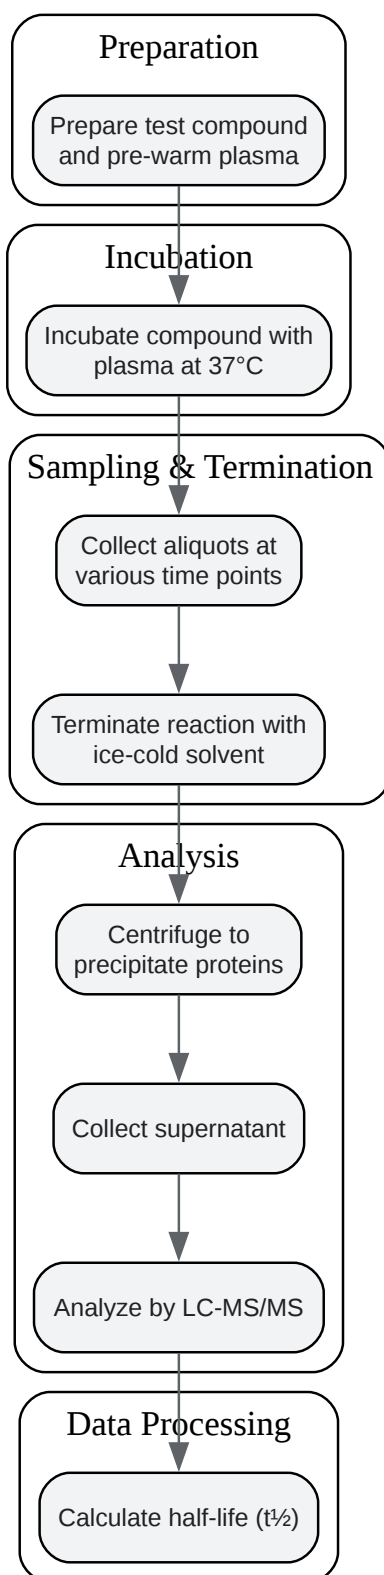 Preparation
Prepare test compound
and pre-warm plasma
Incubation
Incubate compound with
plasma at 37°C
Sampling & Termination
Collect aliquots at
various time points
Terminate reaction with
ice-cold solvent
Analysis
Centrifuge to
precipitate proteins
Collect supernatant
Analyze by LC-MS/MS
Data Processing
Calculate half-life (t½)